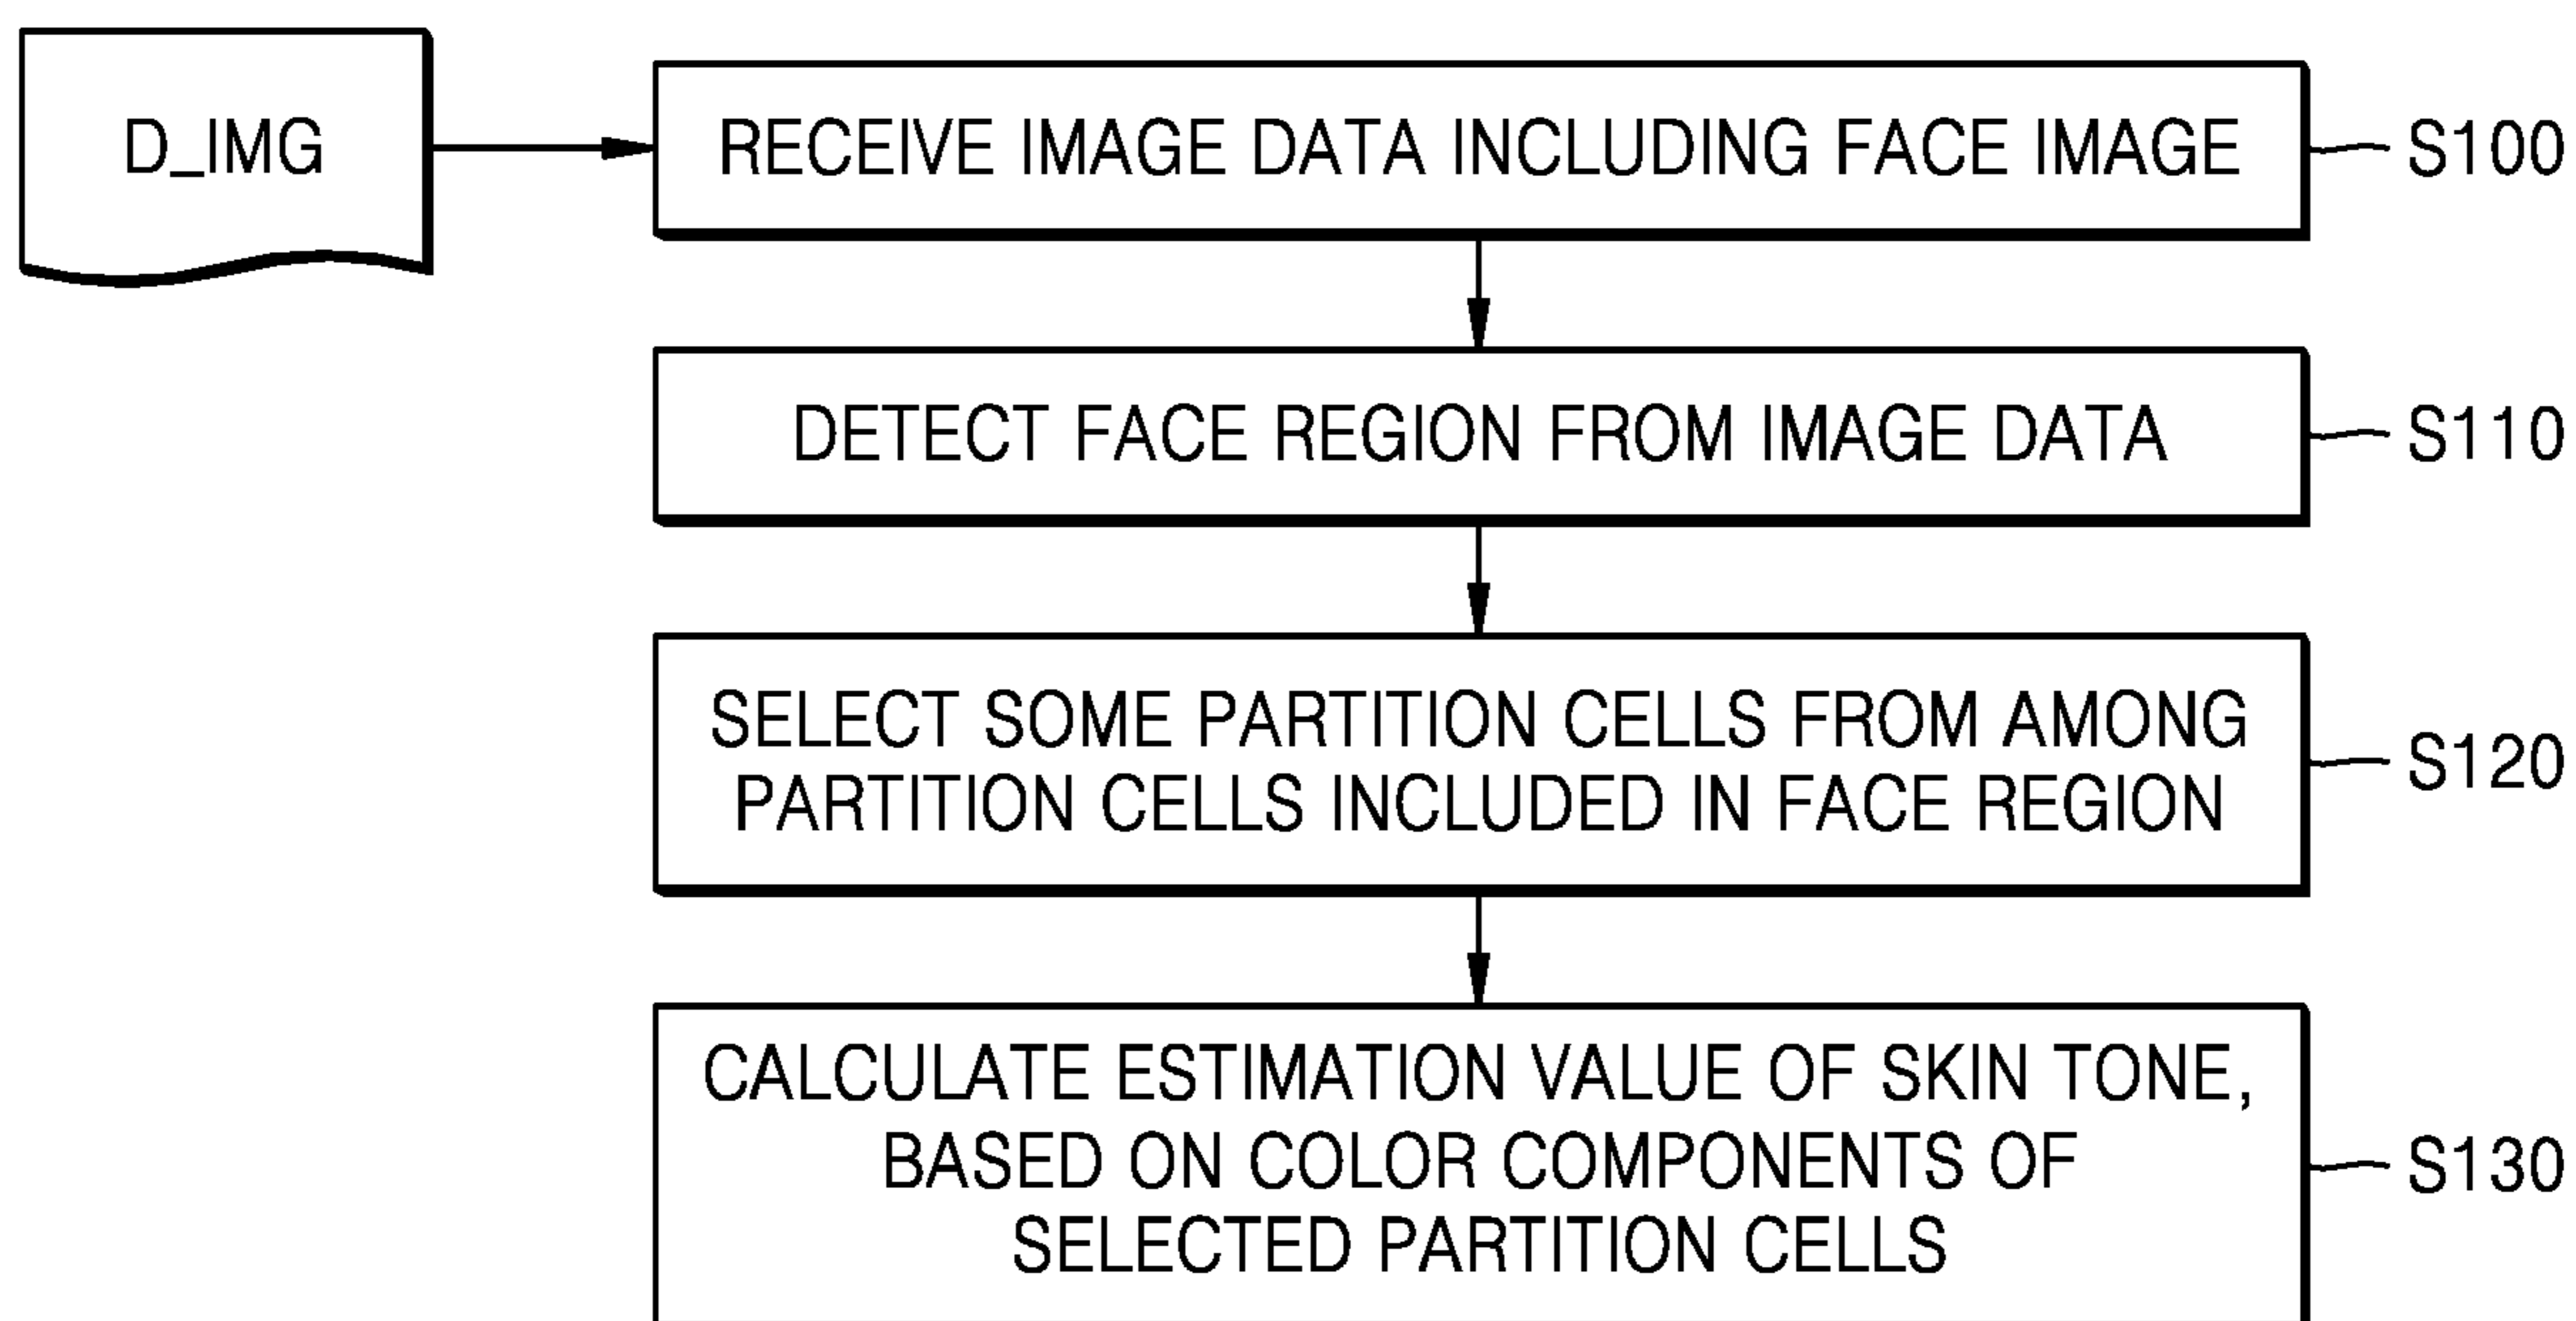 D_IMG
RECEIVE IMAGE DATA INCLUDING FACE IMAGE
S100
DETECT FACE REGION FROM IMAGE DATA
S110
SELECT SOME PARTITION CELLS FROM AMONG
PARTITION CELLS INCLUDED IN FACE REGION
S120
CALCULATE ESTIMATION VALUE OF SKIN TONE,
BASED ON COLOR COMPONENTS OF
SELECTED PARTITION CELLS
S130